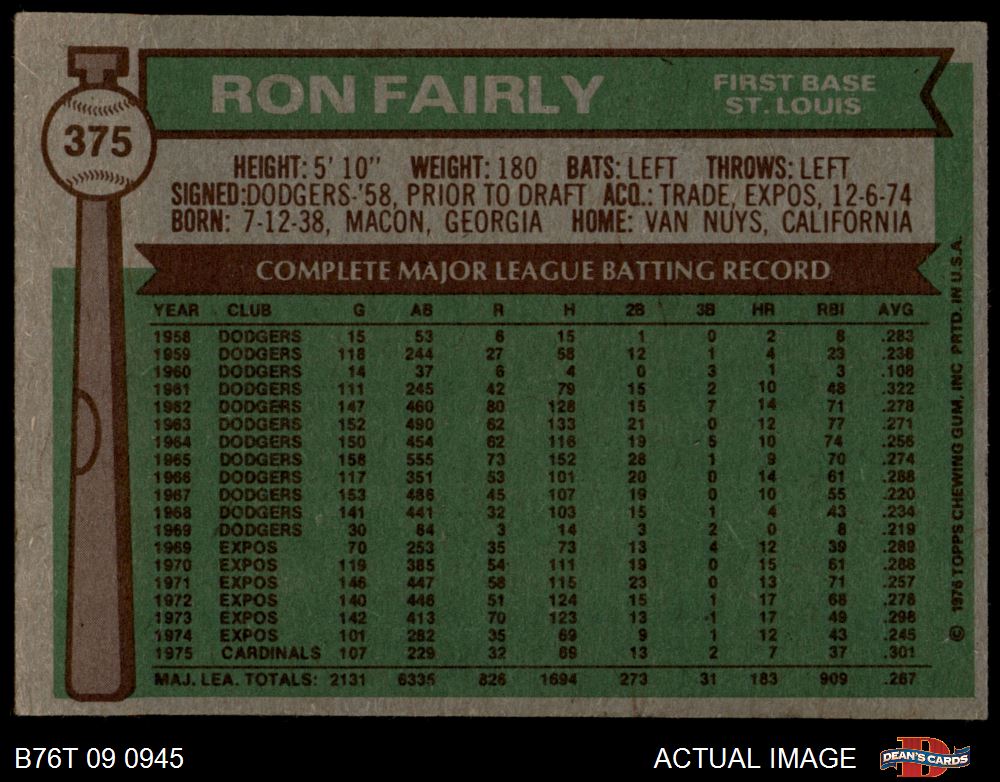 RON FAIRLY
FIRST BASE
ST. LOUIS
375
HEIGHT: 5' 10" WEIGHT: 180 BATS: LEFT THROWS: LEFT
SIGNED:DODGERS-'58, PRIOR TO DRAFT ACQ.: TRADE, EXPOS, 12-6-74
BORN: 7-12-38, MACON, GEORGIA HOME: VAN NUYS, CALIFORNIA
COMPLETE MAJOR LEAGUE BATTING RECORD
YEAR CLUB G AB R H 2B 3B HR RBI AVG
1958 DODGERS 15 53 6 15 1 0 2 8 .283
1959 DODGERS 118 244 27 58 12 1 4 23 .238
1960 DODGERS 14 37 6 4 0 3 1 3 .108
1961 DODGERS 111 245 42 79 15 2 10 48 .322
1962 DODGERS 147 460 80 128 15 7 14 71 .278
1963 DODGERS 152 490 62 133 21 0 12 77 .271
1964 DODGERS 150 454 62 116 19 5 10 74 .256
1965 DODGERS 158 555 73 152 28 1 9 70 .274
1966 DODGERS 117 351 53 101 20 0 14 61 .288
1967 DODGERS 153 486 45 107 19 0 10 55 .220
1968 DODGERS 141 441 32 103 15 1 4 43 .234
1969 DODGERS 30 64 3 14 3 2 0 8 .219
1969 EXPOS 70 253 35 73 13 4 12 39 .289
1970 EXPOS 119 385 54 111 19 0 15 61 .288
1971 EXPOS 146 447 58 115 23 0 13 71 .257
1972 EXPOS 140 446 51 124 15 1 17 68 .278
1973 EXPOS 142 413 70 123 13 1 17 49 .298
1974 EXPOS 101 282 35 69 9 1 12 43 .245
1975 CARDINALS 107 229 32 69 13 2 7 37 .301
MAJ. LEA. TOTALS: 2131 6335 826 1694 273 31 183 909 .267
© 1976 TOPPS CHEWING GUM, INC PRTD. IN U.S.A.
B76T 09 0945
ACTUAL IMAGE
DEAN'S CARDS